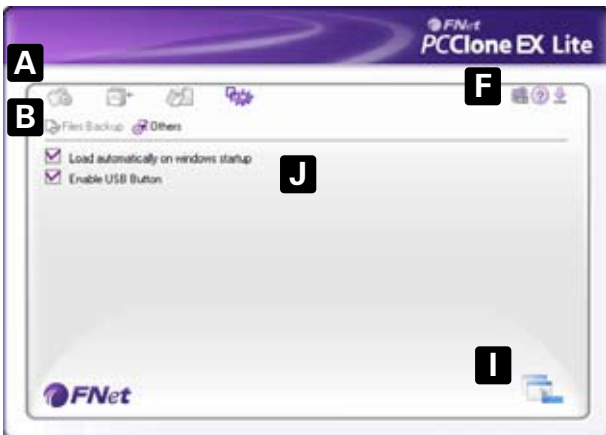 FNet
PCClone EX Lite
A
F
B
Files Backup Others
Load automatically on windows startup
J
Enable USB Button
I
FNet